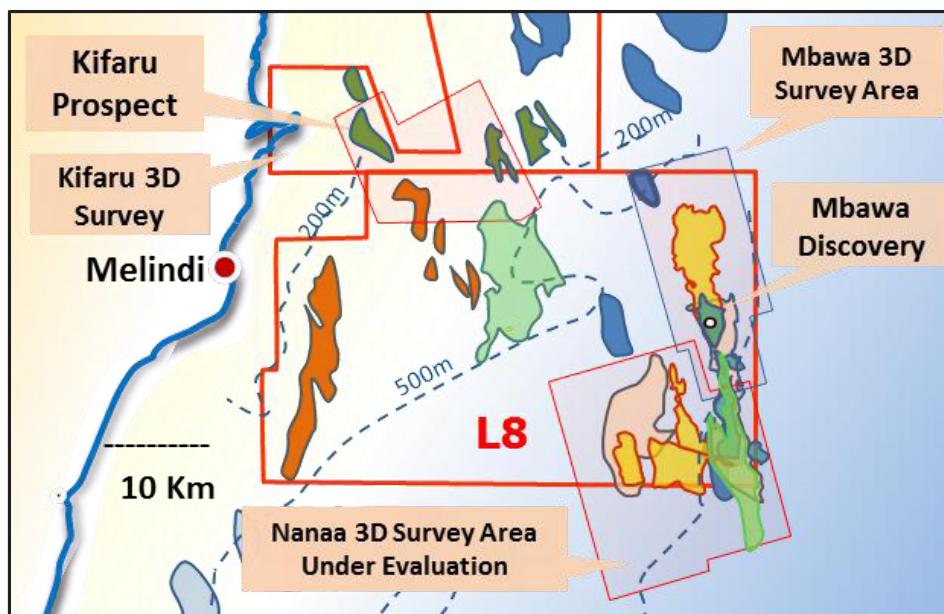 Kifaru
Prospect
Mbawa 3D
Survey Area
200m
Kifaru 3D
Survey
200m
Mbawa
Discovery
Melindi
500m
L8
10 Km
Nanaa 3D Survey Area
Under Evaluation